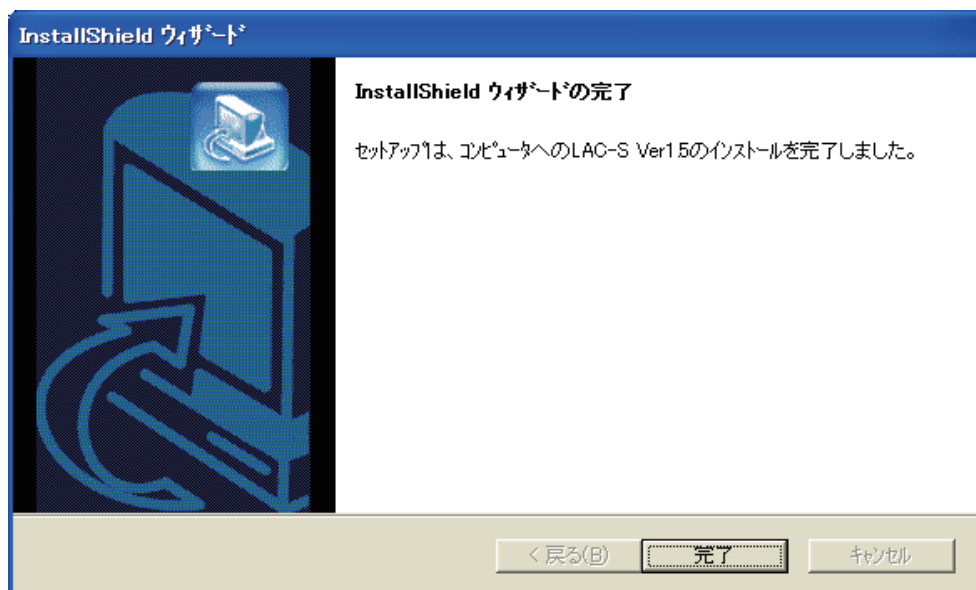 InstallShield ウィザード
InstallShield ウィザードの完了
セットアップは、コンピュータへのLAC-S Ver1.5のインストールを完了しました。
< 戻る(B)
完了
キャンセル